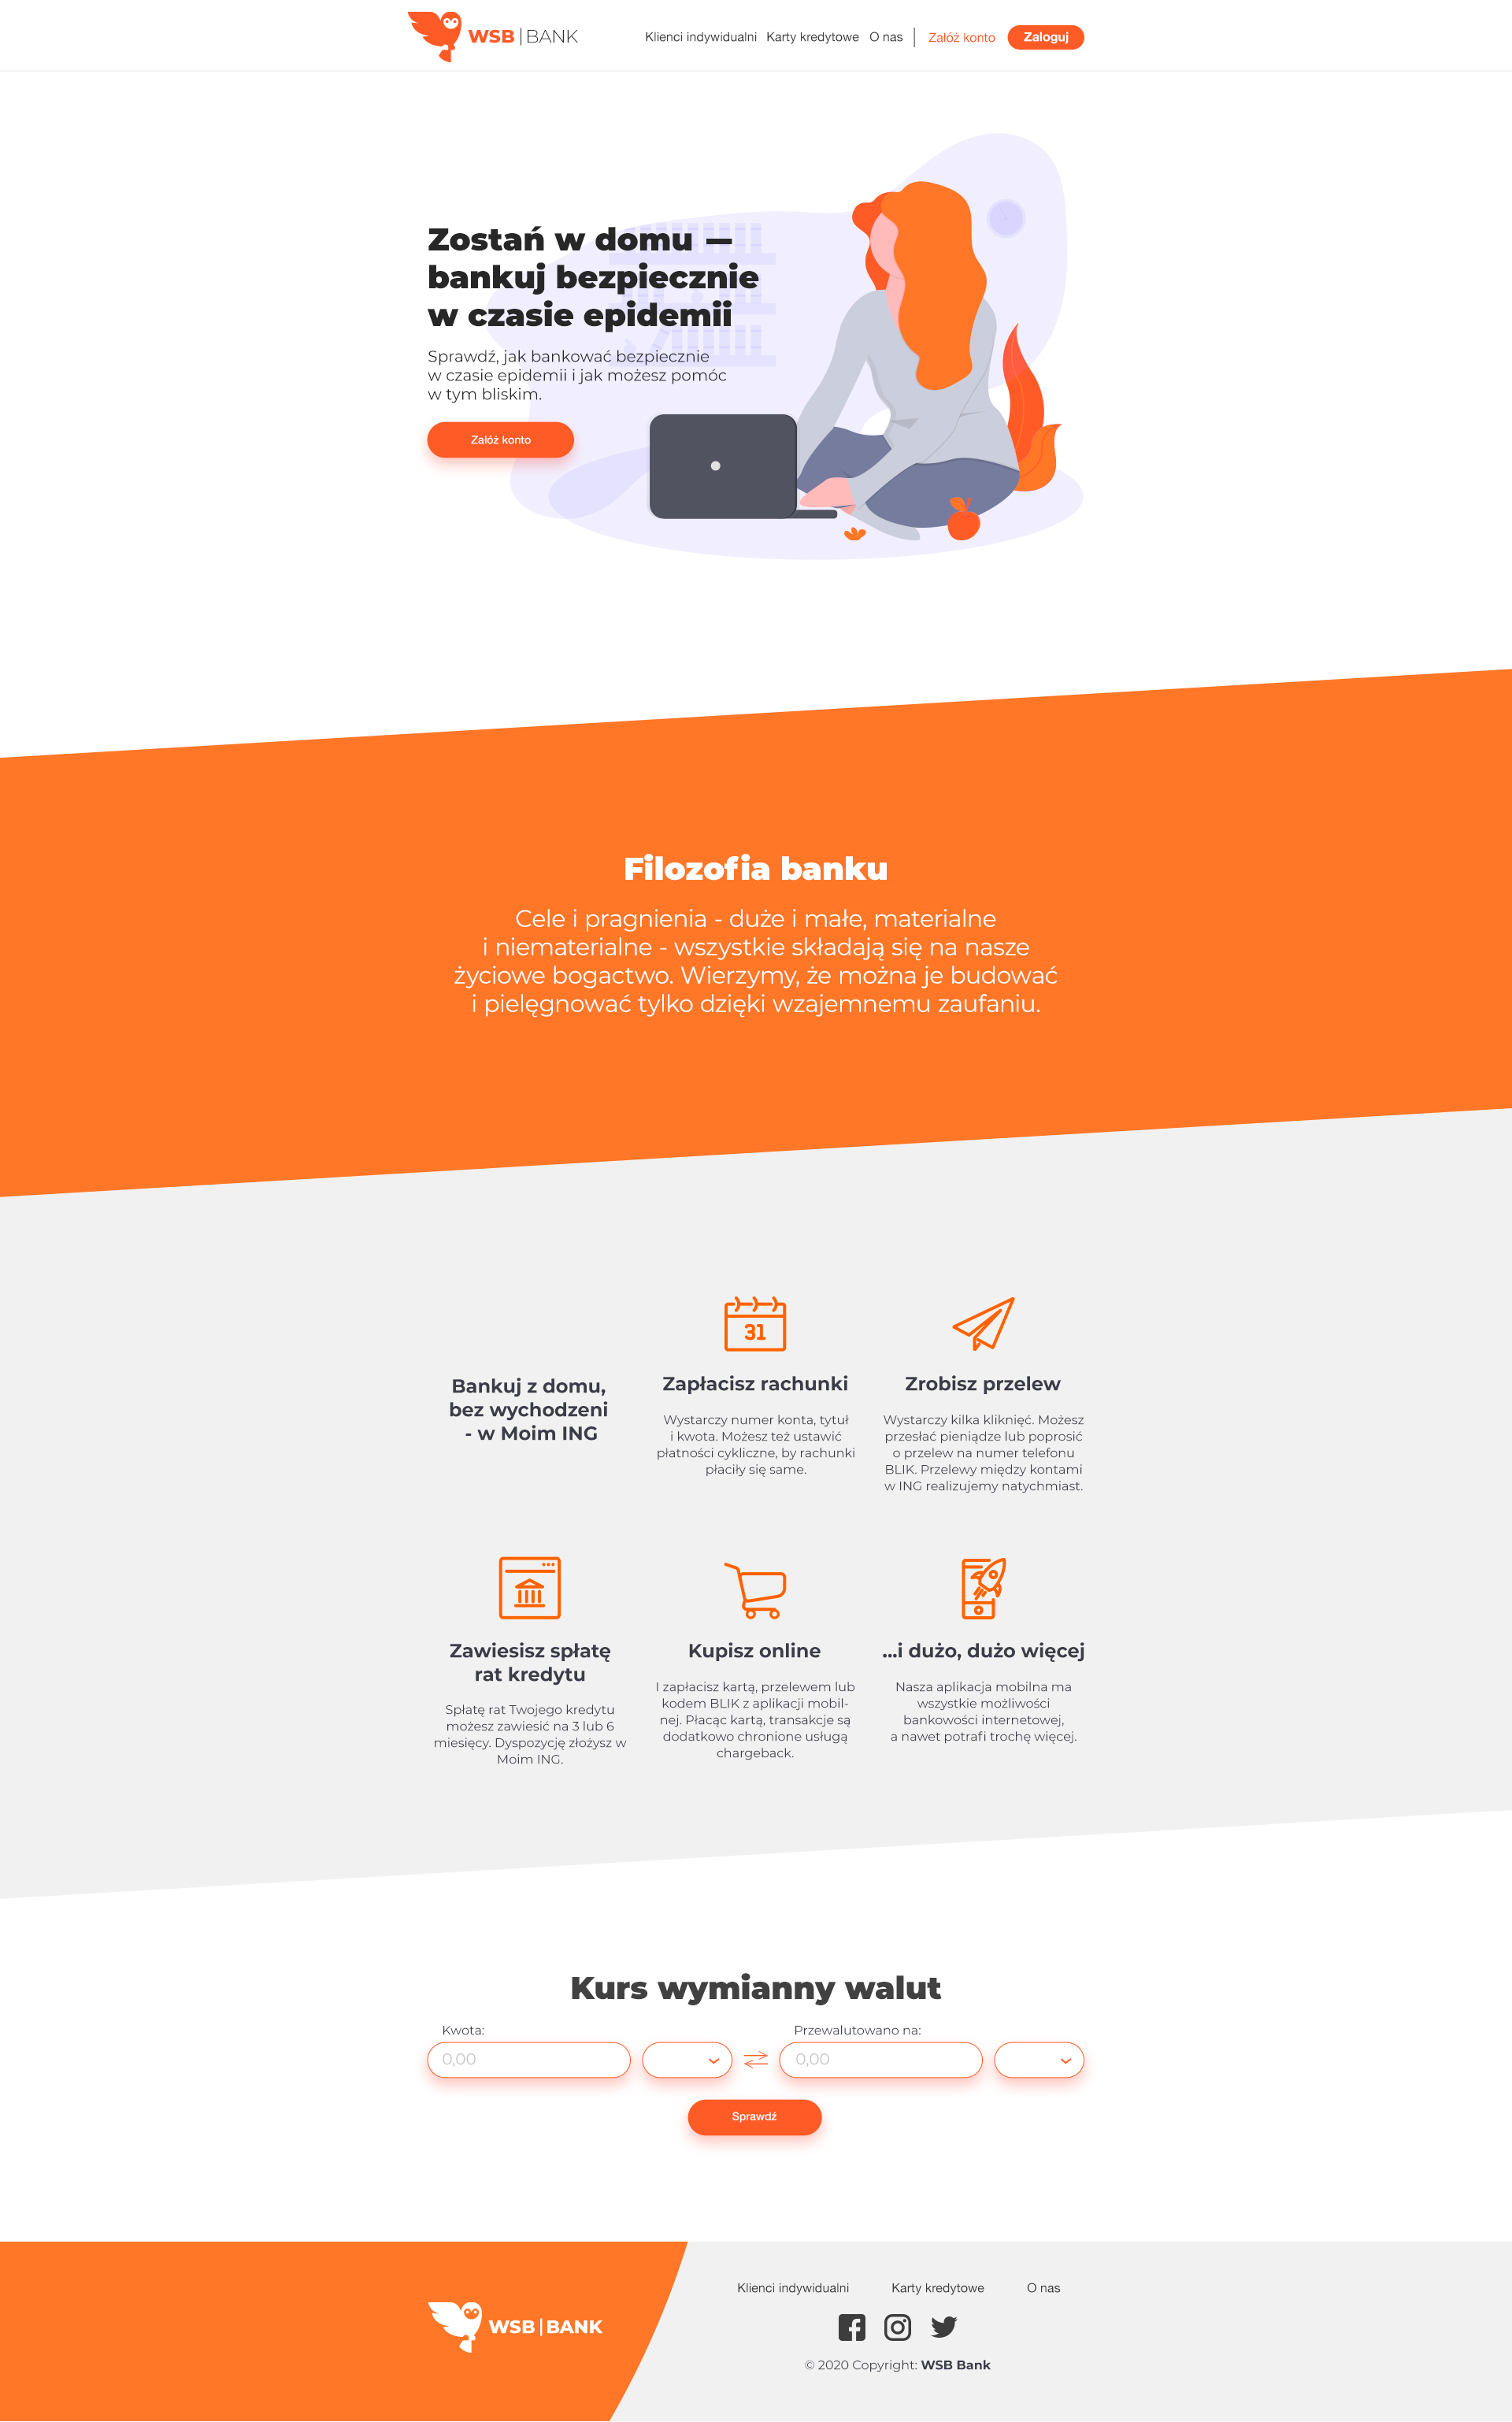 WSB | BANK
Klienci indywidualni Karty kredytowe O nas | Załóż konto Zaloguj
Zostań w domu —
bankuj bezpiecznie
w czasie epidemii
Sprawdź, jak bankować bezpiecznie
w czasie epidemii i jak możesz pomóc
w tym bliskim.
Załóż konto
Filozofia banku
Cele i pragnienia - duże i małe, materialne
i niematerialne - wszystkie składają się na nasze
życiowe bogactwo. Wierzymy, że można je budować
i pielęgnować tylko dzięki wzajemnemu zaufaniu.
Bankuj z domu,
bez wychodzeni
- w Moim ING
31
Zapłacisz rachunki
Wystarczy numer konta, tytuł
i kwota. Możesz też ustawić
płatności cykliczne, by rachunki
płaciły się same.
Zrobisz przelew
Wystarczy kilka kliknięć. Możesz
przesłać pieniądze lub poprosić
o przelew na numer telefonu
BLIK. Przelewy między kontami
w ING realizujemy natychmiast.
Zawiesisz spłatę
rat kredytu
Spłatę rat Twojego kredytu
możesz zawiesić na 3 lub 6
miesięcy. Dyspozycję złożysz w
Moim ING.
Kupisz online
I zapłacisz kartą, przelewem lub
kodem BLIK z aplikacji mobil-
nej. Płacąc kartą, transakcje są
dodatkowo chronione usługą
chargeback.
...i dużo, dużo więcej
Nasza aplikacja mobilna ma
wszystkie możliwości
bankowości internetowej,
a nawet potrafi trochę więcej.
Kurs wymianny walut
Kwota: Przewalutowano na:
0,00 0,00
Sprawdź
WSB | BANK
Klienci indywidualni Karty kredytowe O nas
© 2020 Copyright: WSB Bank